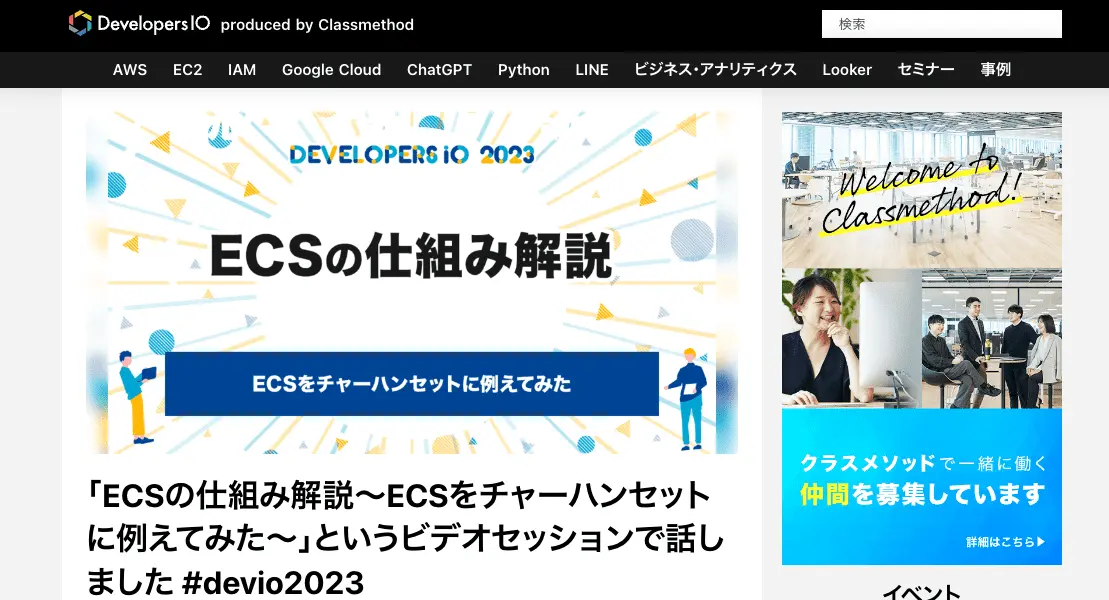 DevelopersIO produced by Classmethod
検索
AWS EC2 IAM Google Cloud ChatGPT Python LINE ビジネス・アナリティクス Looker セミナー 事例
DEVELOPERS iO 2023
ECSの仕組み解説
ECSをチャーハンセットに例えてみた
「ECSの仕組み解説〜ECSをチャーハンセット
に例えてみた〜」というビデオセッションで話し
ました #devio2023
Welcome to
Classmethod!
クラスメソッドで一緒に働く
仲間を募集しています
詳細はこちら▶
イベント